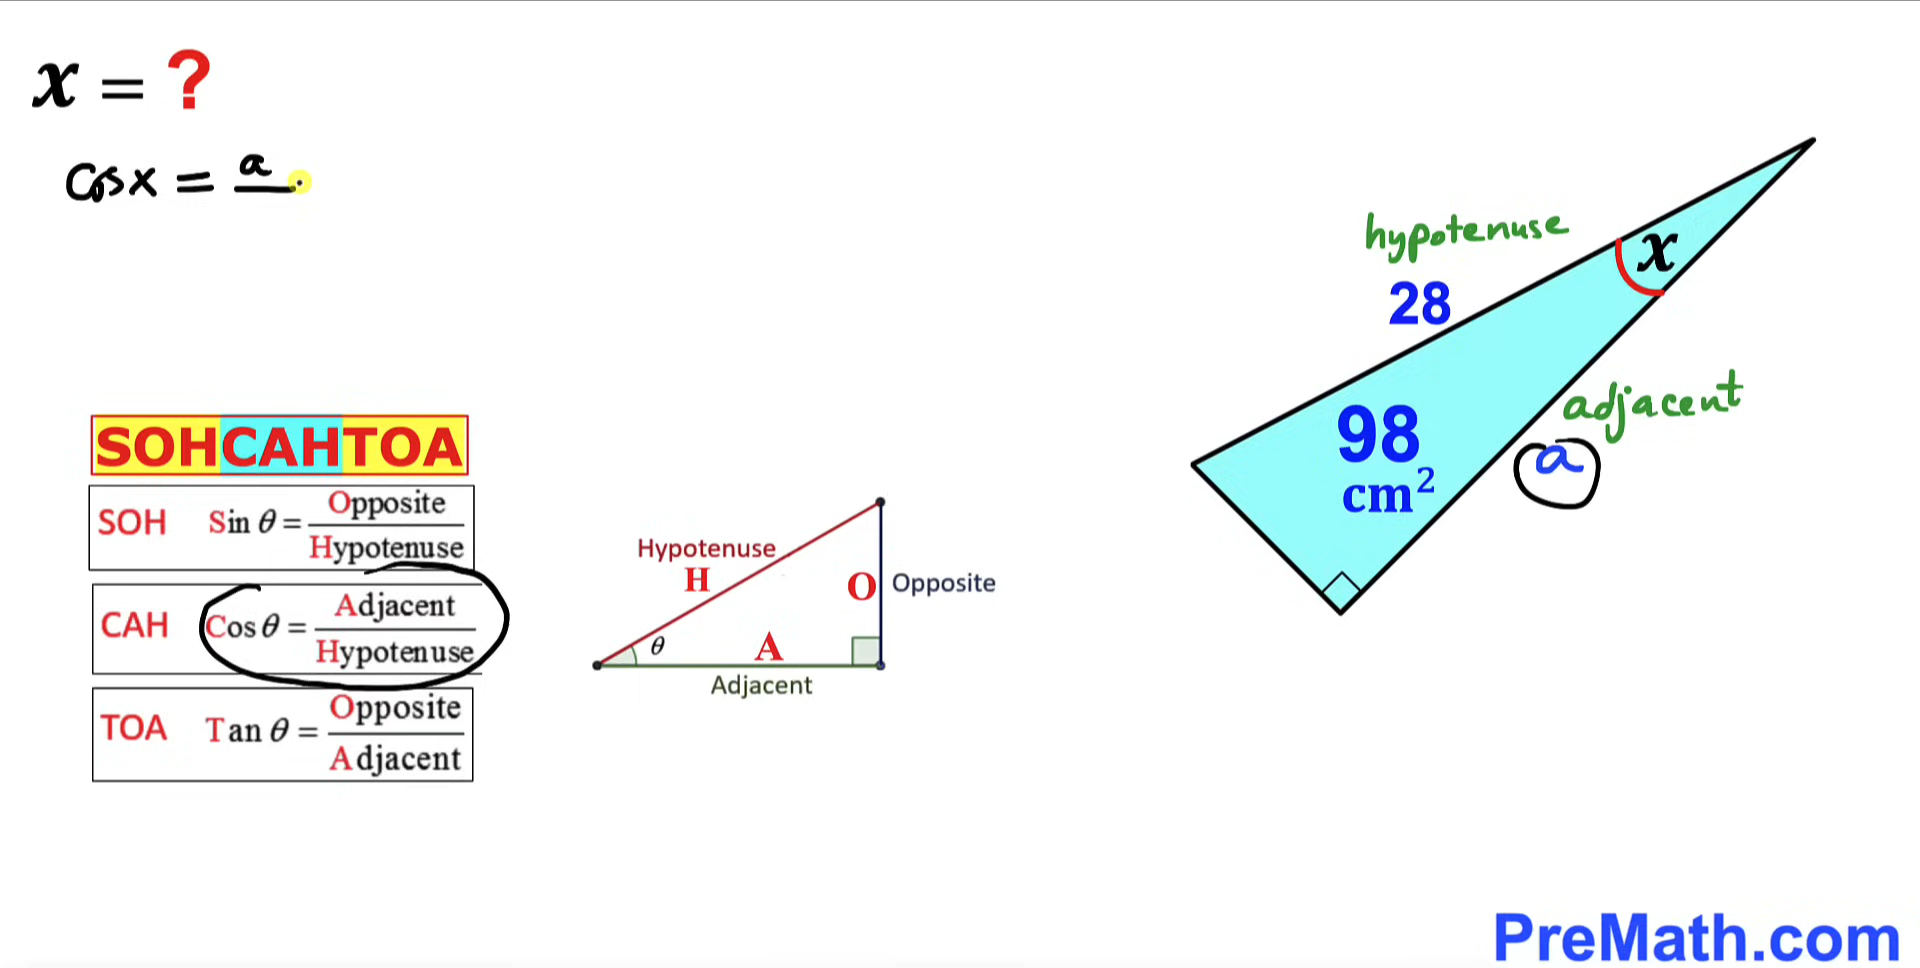 x = ?
Cosx = a
SOHCAHTOA
SOH Sin θ = Opposite
Hypotenuse
CAH Cos θ = Adjacent
Hypotenuse
TOA Tan θ = Opposite
Adjacent
Hypotenuse
H
O Opposite
θ
A
Adjacent
hypotenuse
28
x
98
cm²
adjacent
a
PreMath.com